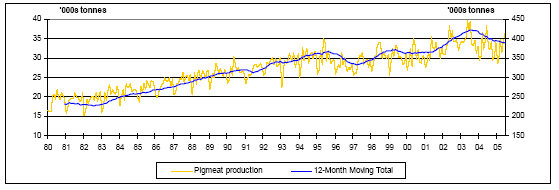 '000s tonnes '000s tonnes
40 450
35 400
30 350
25 300
20 250
15 200
10 150
80 81 82 83 84 85 86 87 88 89 90 91 92 93 94 95 96 97 98 99 00 01 02 03 04 05
Pigmeat production 12-Month Moving Total